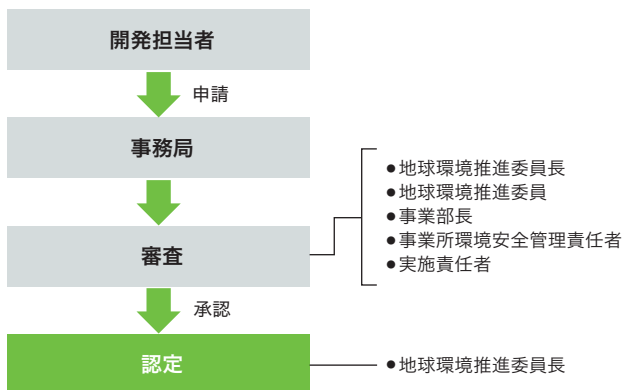 開発担当者
申請
事務局
審査
●地球環境推進委員長
●地球環境推進委員
●事業部長
●事業所環境安全管理責任者
●実施責任者
承認
認定
●地球環境推進委員長